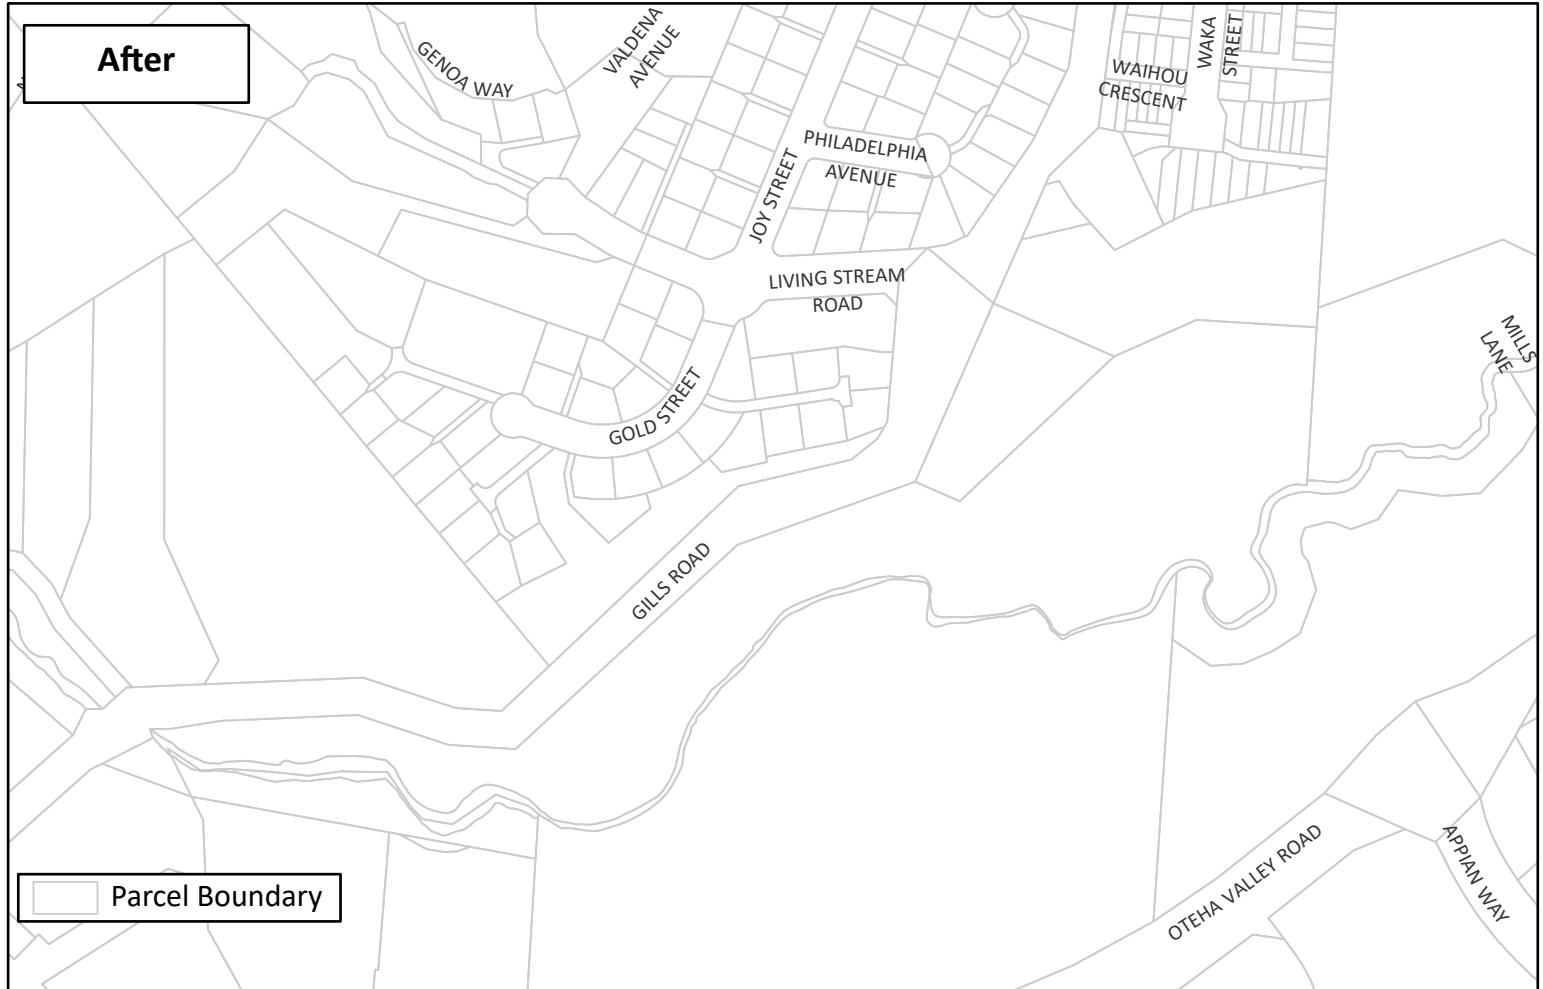 After
GENOA WAY
VALDENA
AVENUE
WAKA
STREET
WAIHOU
CRESCENT
PHILADELPHIA
AVENUE
JOY STREET
LIVING STREAM
ROAD
MILLS
LANE
GOLD STREET
GILLS ROAD
OTEHA VALLEY ROAD
APPIAN WAY
Parcel Boundary